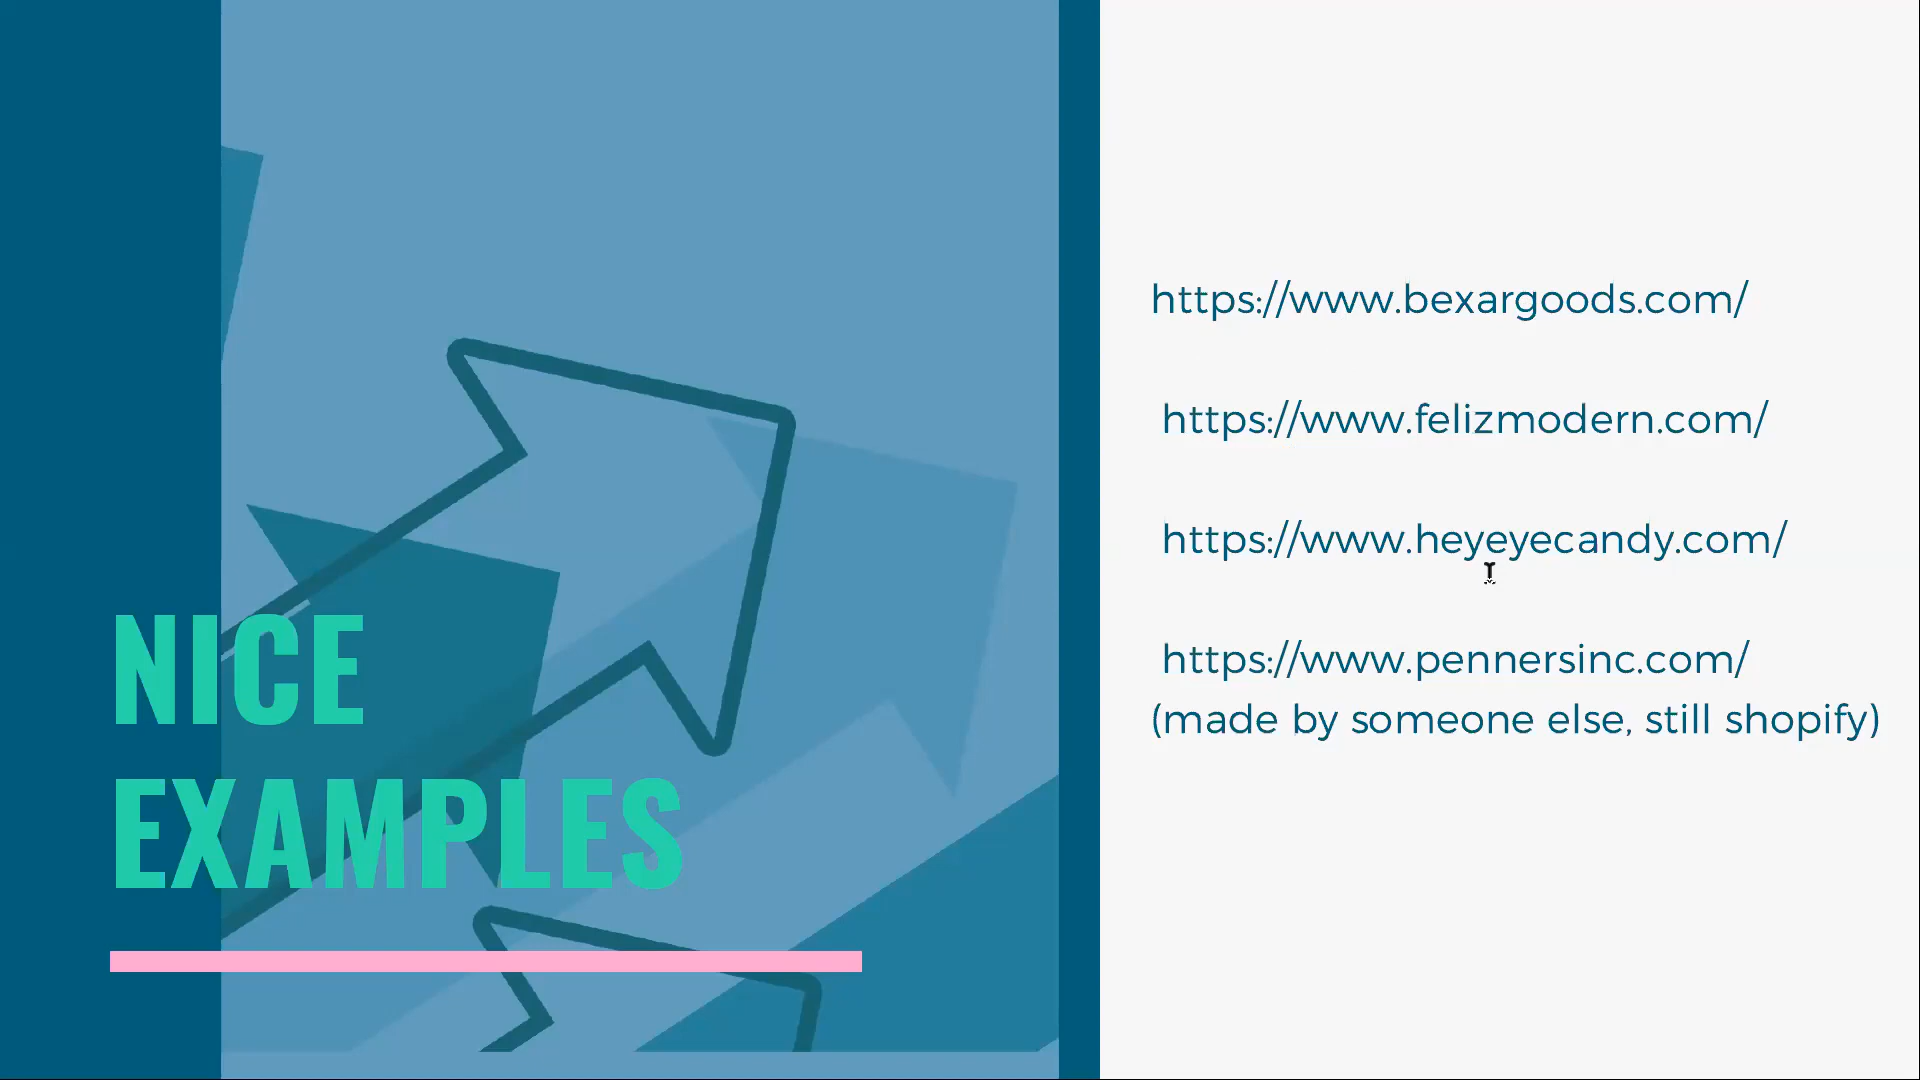 NICE
EXAMPLES
https://www.bexargoods.com/
https://www.felizmodern.com/
https://www.heyeyecandy.com/
https://www.pennersinc.com/
(made by someone else, still shopify)